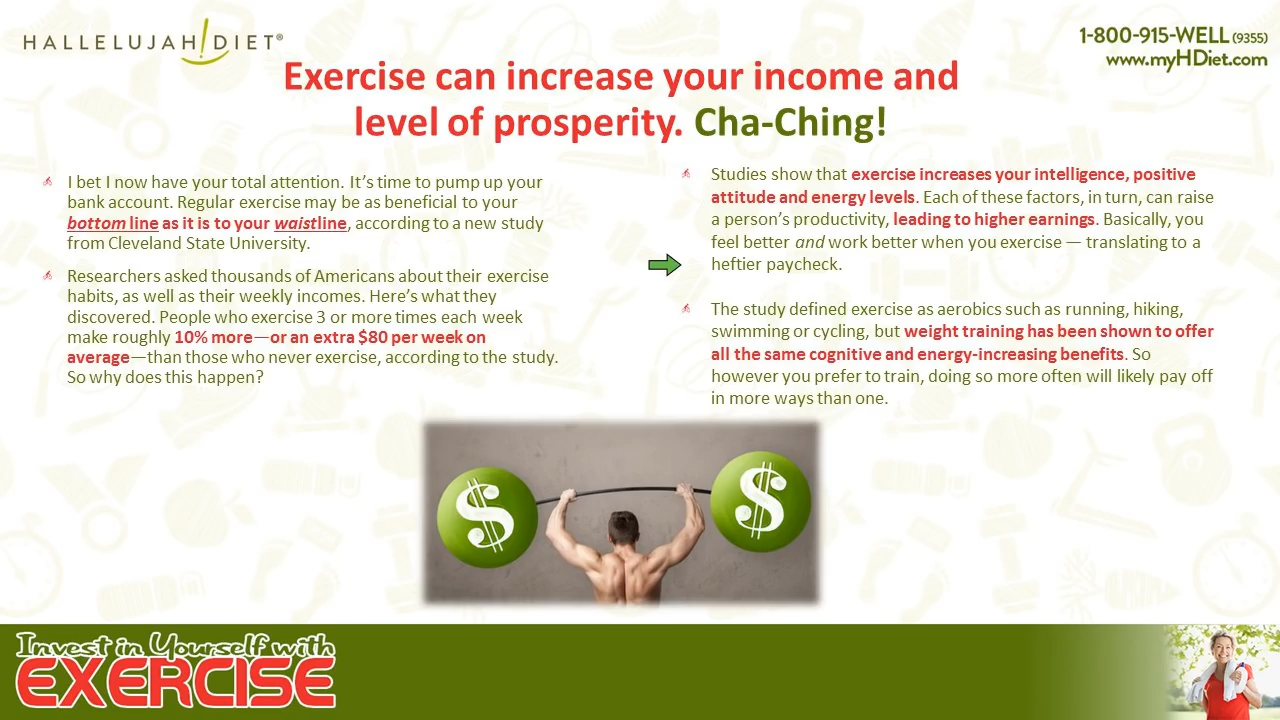 HALLELUJAH DIET®
1-800-915-WELL (9355)
www.myHDiet.com
Exercise can increase your income and
level of prosperity. Cha-Ching!
I bet I now have your total attention. It’s time to pump up your
bank account. Regular exercise may be as beneficial to your
bottom line as it is to your waistline, according to a new study
from Cleveland State University.
Researchers asked thousands of Americans about their exercise
habits, as well as their weekly incomes. Here’s what they
discovered. People who exercise 3 or more times each week
make roughly 10% more—or an extra $80 per week on
average—than those who never exercise, according to the study.
So why does this happen?
Studies show that exercise increases your intelligence, positive
attitude and energy levels. Each of these factors, in turn, can raise
a person’s productivity, leading to higher earnings. Basically, you
feel better and work better when you exercise — translating to a
heftier paycheck.
The study defined exercise as aerobics such as running, hiking,
swimming or cycling, but weight training has been shown to offer
all the same cognitive and energy-increasing benefits. So
however you prefer to train, doing so more often will likely pay off
in more ways than one.
$ $
Invest in Yourself with
EXERCISE